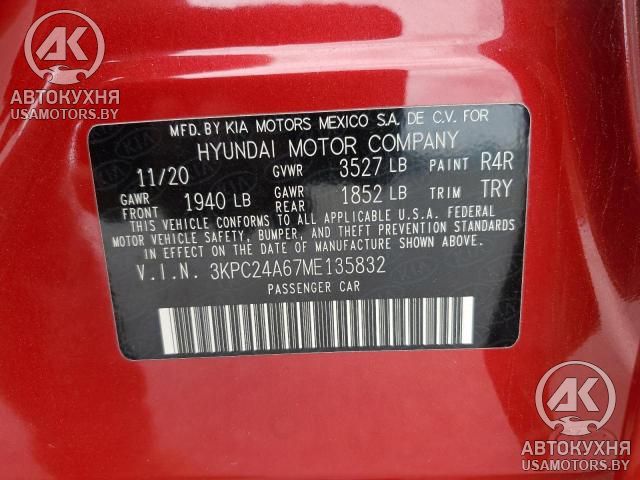 AK
АВТОКУХНЯ
USAMOTORS.BY
MFD. BY KIA MOTORS MEXICO S.A. DE C.V. FOR
HYUNDAI MOTOR COMPANY
11/20 GVWR 3527 LB PAINT R4R
GAWR FRONT 1940 LB GAWR REAR 1852 LB TRIM TRY
THIS VEHICLE CONFORMS TO ALL APPLICABLE U.S.A. FEDERAL
MOTOR VEHICLE SAFETY, BUMPER, AND THEFT PREVENTION STANDARDS
IN EFFECT ON THE DATE OF MANUFACTURE SHOWN ABOVE.
V.I.N. 3KPC24A67ME135832
PASSENGER CAR
AK
АВТОКУХНЯ
USAMOTORS.BY